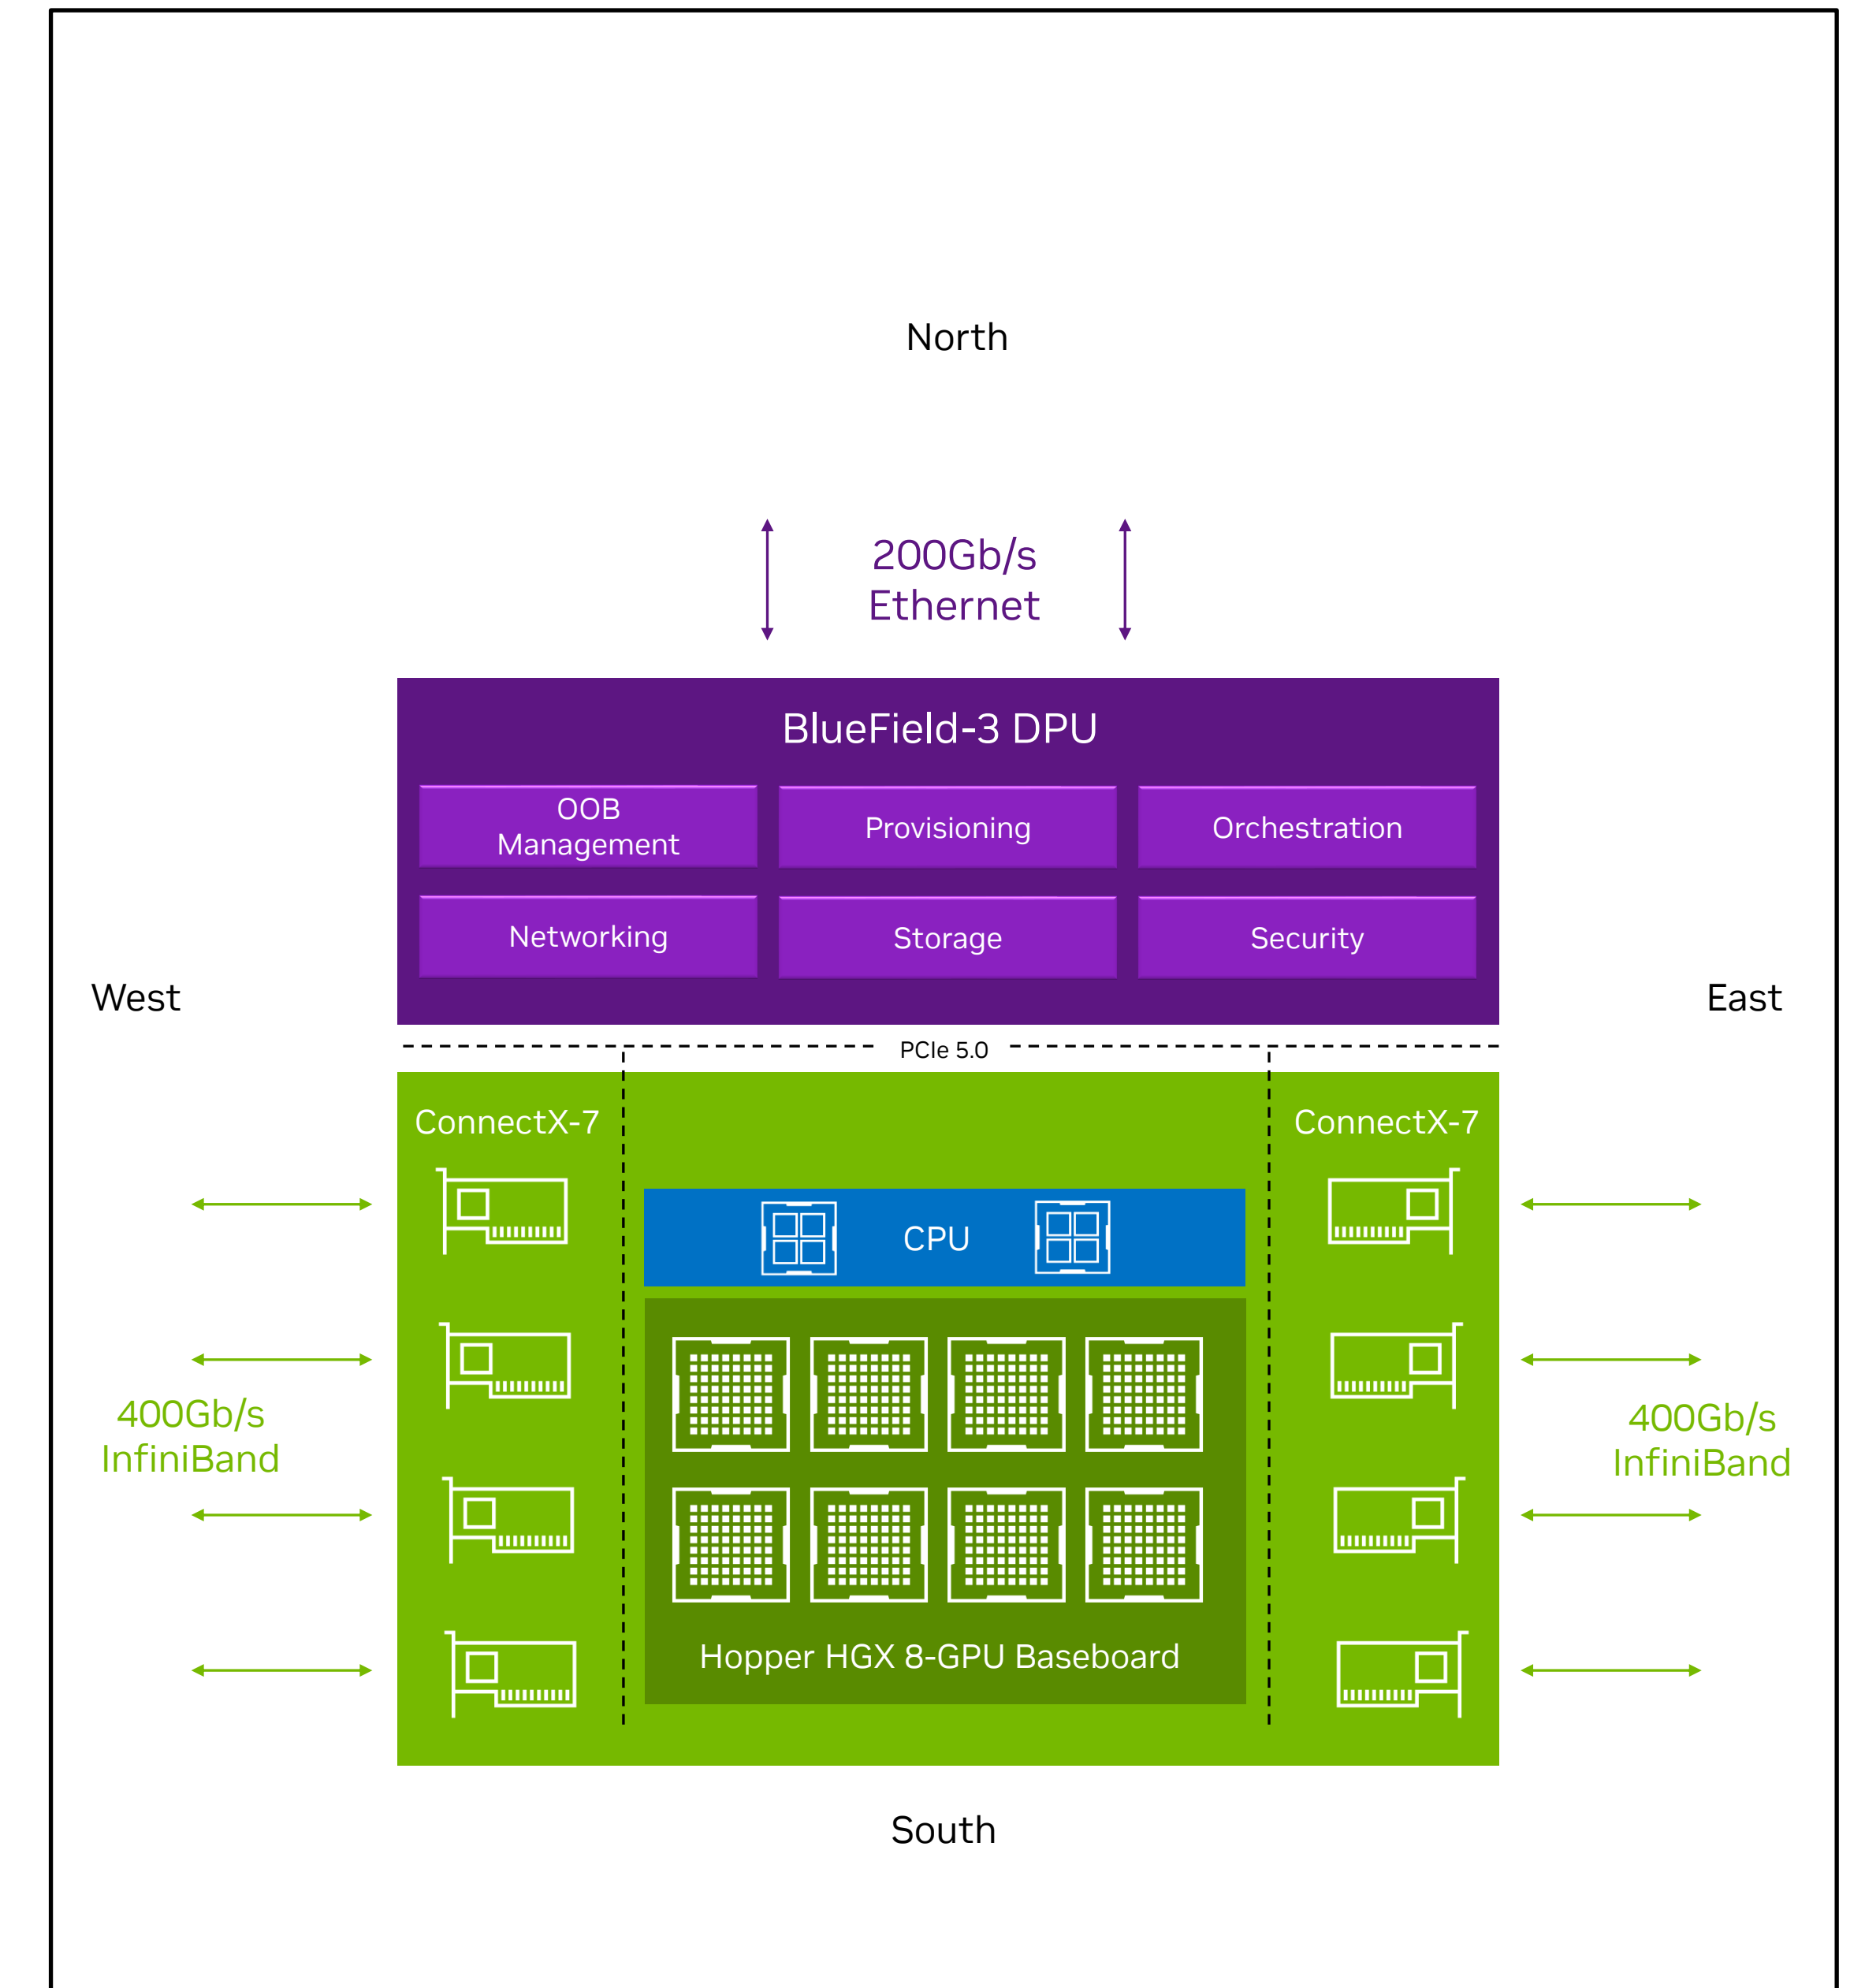 North
200Gb/s
Ethernet
BlueField-3 DPU
OOB
Management
Provisioning
Orchestration
Networking
Storage
Security
West
East
PCIe 5.0
ConnectX-7
ConnectX-7
CPU
400Gb/s
InfiniBand
400Gb/s
InfiniBand
Hopper HGX 8-GPU Baseboard
South